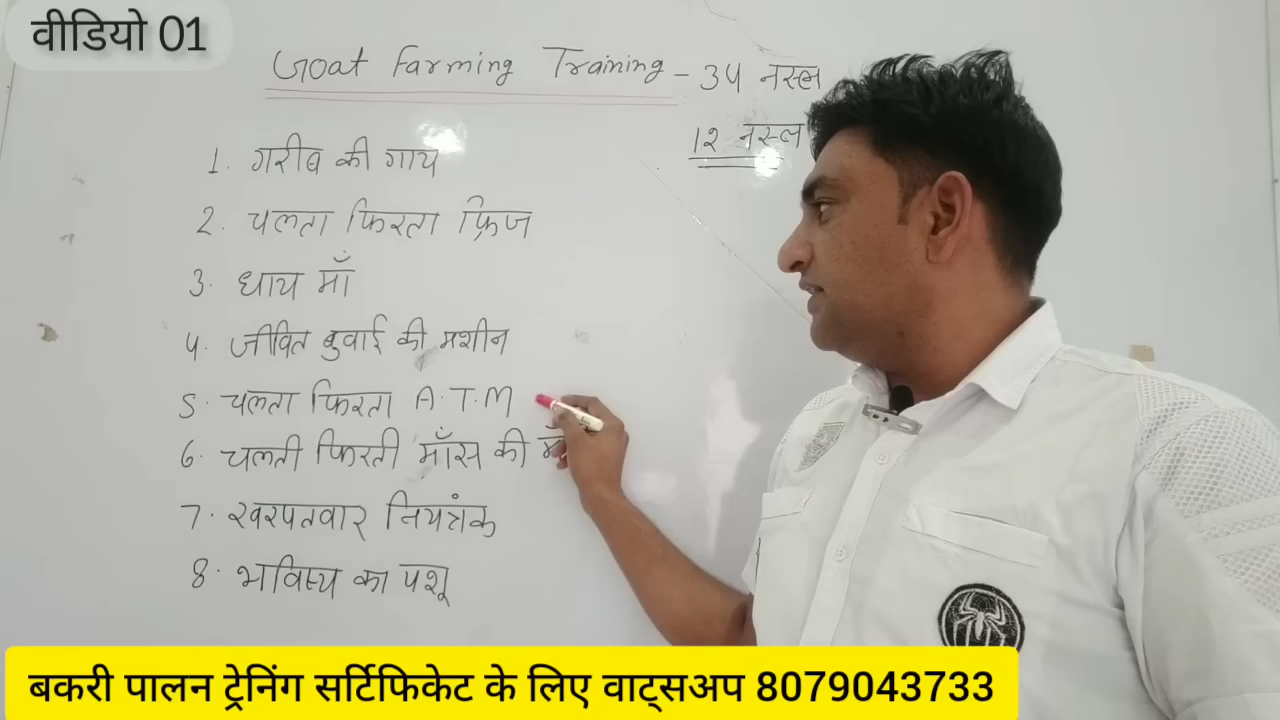 वीडियो 01
Goat Farming Training - 34 नस्ल
12 नस्ल
1. गरीब की गाय
2. चलता फिरता फ्रिज
3. धाय माँ
4. जीवित बुवाई की मशीन
5. चलता फिरता A.T.M
6. चलती फिरती माँस की
7. खरपतवार नियंत्रक
8. भविष्य का पशू
बकरी पालन ट्रेनिंग सर्टिफिकेट के लिए वाट्सअप 8079043733